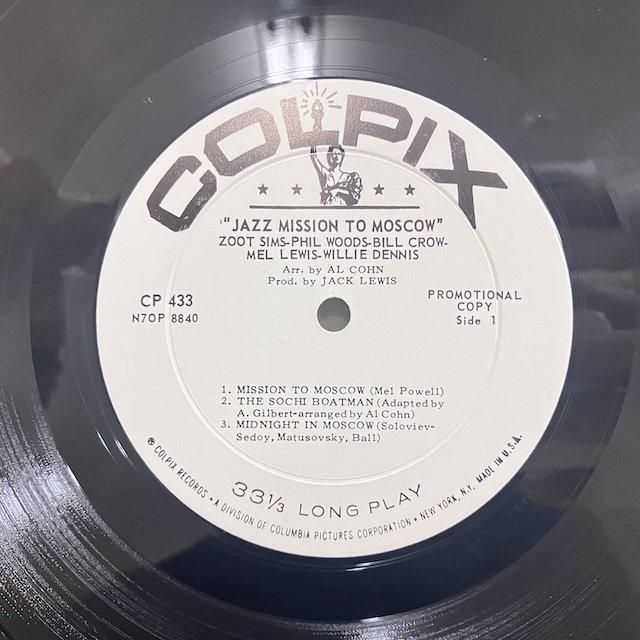 COLPIX
"JAZZ MISSION TO MOSCOW"
ZOOT SIMS-PHIL WOODS-BILL CROW-
MEL LEWIS-WILLIE DENNIS
Arr. by AL COHN
Prod. by JACK LEWIS
CP 433
N7OP 8840
PROMOTIONAL
COPY
Side 1
1. MISSION TO MOSCOW (Mel Powell)
2. THE SOCHI BOATMAN (Adapted by
A. Gilbert-arranged by Al Cohn)
3. MIDNIGHT IN MOSCOW (Soloviev-
Sedoy, Matusovsky, Ball)
33⅓ LONG PLAY
℗ COLPIX RECORDS • A DIVISION OF COLUMBIA PICTURES CORPORATION • NEW YORK, N.Y. MADE IN U.S.A.